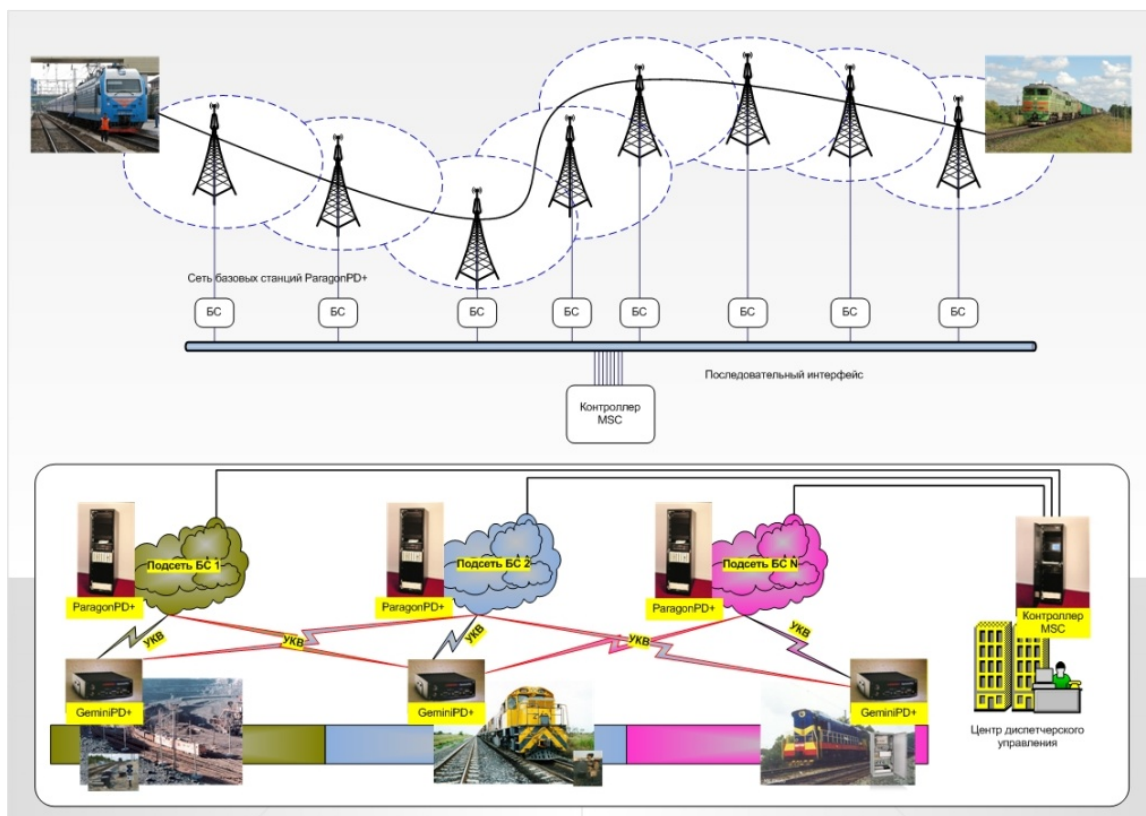 Сеть базовых станций ParagonPD+
БС
БС
БС
БС
БС
БС
БС
БС
Последовательный интерфейс
Контроллер
MSC
Подсеть БС 1
Подсеть БС 2
Подсеть БС N
ParagonPD+
ParagonPD+
ParagonPD+
Контроллер
MSC
УКВ
УКВ
УКВ
УКВ
УКВ
GeminiPD+
GeminiPD+
GeminiPD+
Центр диспетчерского
управления